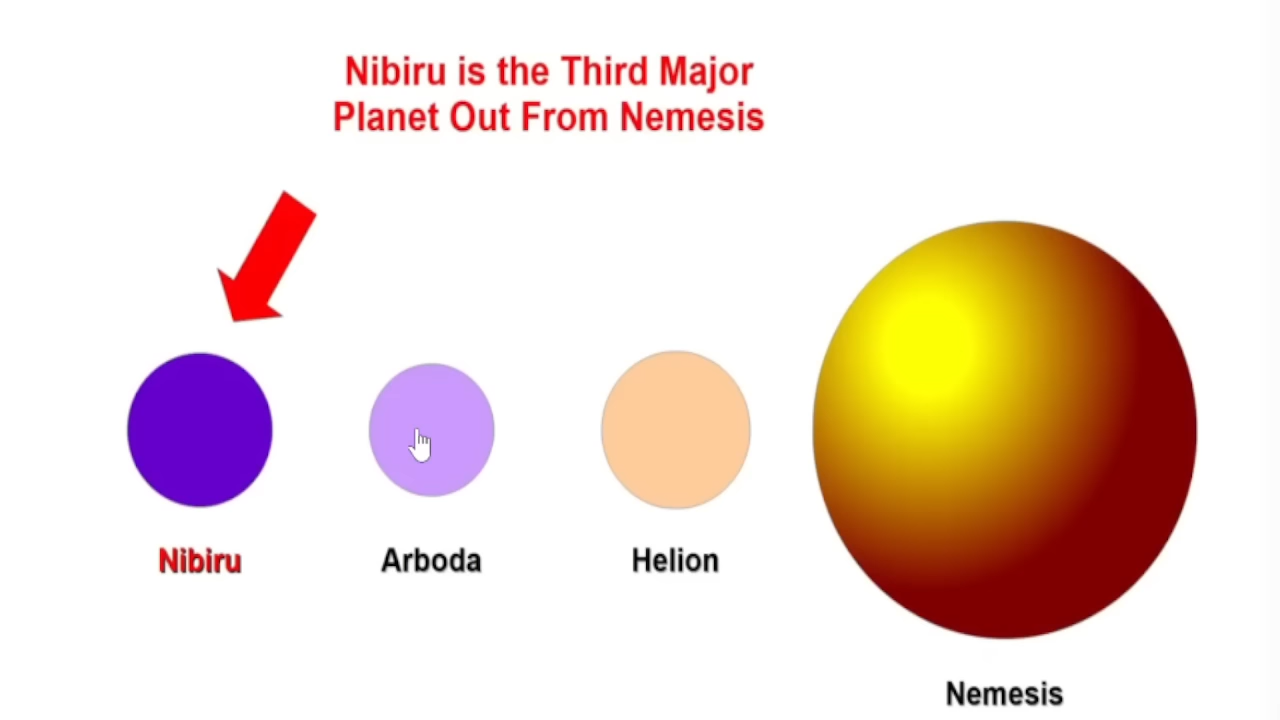 Nibiru is the Third Major
Planet Out From Nemesis
Nibiru
Arboda
Helion
Nemesis